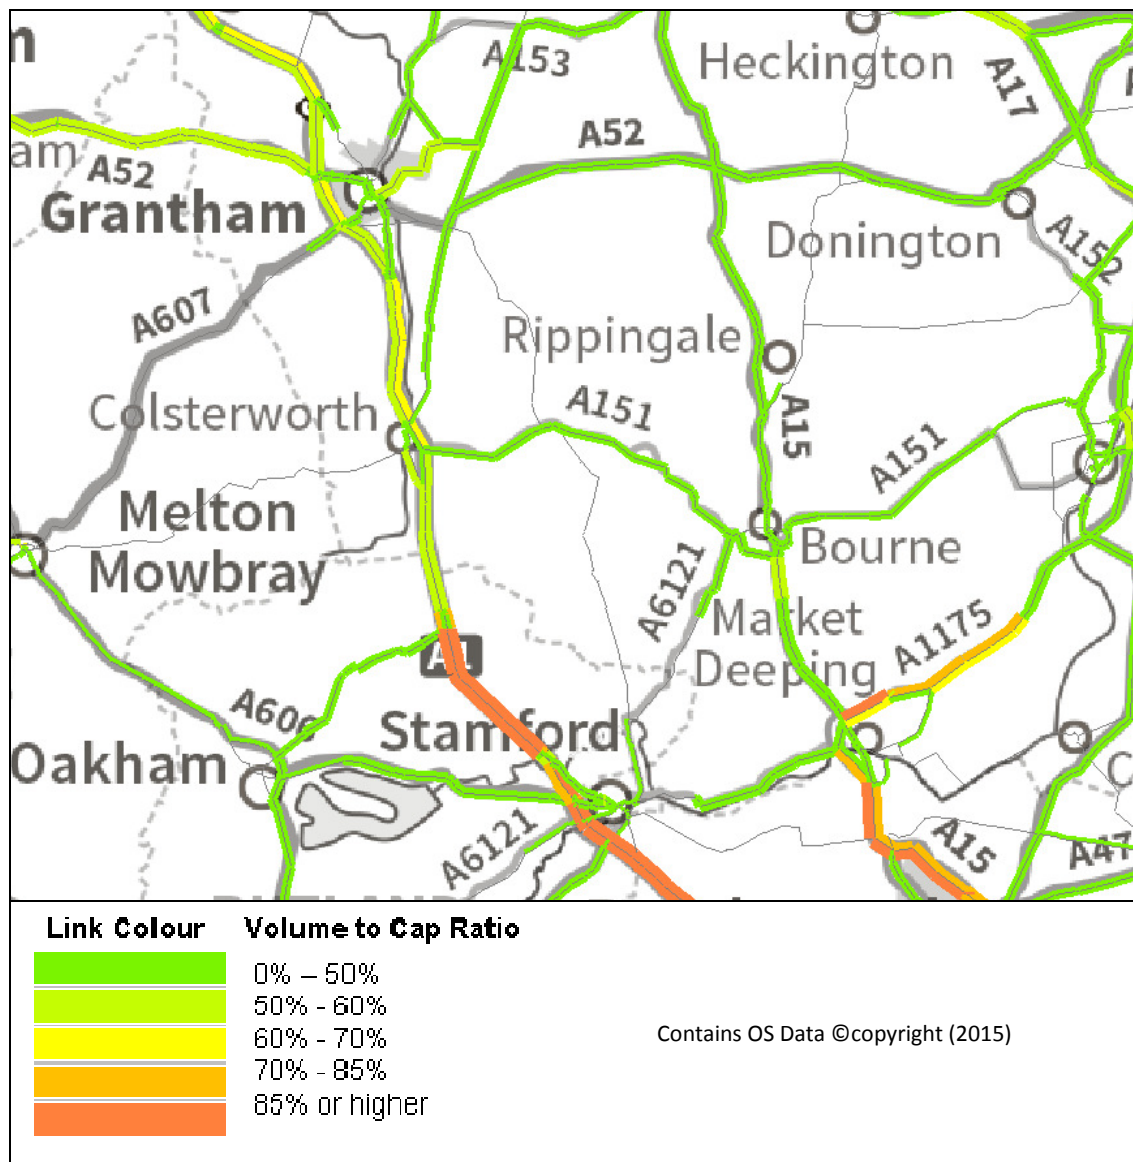 A153
Heckington
A17
A52
am
A52
Grantham
Donington
A152
A607
Rippingale
Colsterworth
A151
A15
A151
Melton
Mowbray
Bourne
A6121
Market
Deeping
A1175
A1
A606
Stamford
Oakham
A6121
A15
A47
Link Colour Volume to Cap Ratio
0% – 50%
50% - 60%
60% - 70%
70% - 85%
85% or higher
Contains OS Data ©copyright (2015)